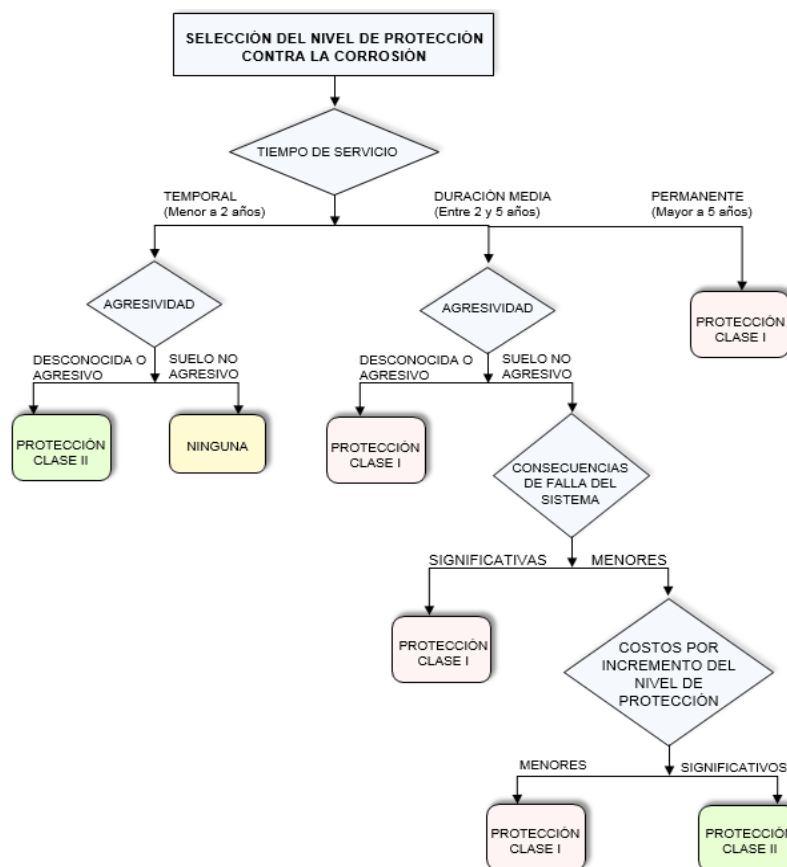 SELECCIÓN DEL NIVEL DE PROTECCIÓN
CONTRA LA CORROSIÓN
TIEMPO DE SERVICIO
TEMPORAL
(Menor a 2 años)
DURACIÓN MEDIA
(Entre 2 y 5 años)
PERMANENTE
(Mayor a 5 años)
AGRESIVIDAD
AGRESIVIDAD
PROTECCIÓN
CLASE I
DESCONOCIDA O
AGRESIVO
SUELO NO
AGRESIVO
DESCONOCIDA O
AGRESIVO
SUELO NO
AGRESIVO
PROTECCIÓN
CLASE II
NINGUNA
PROTECCIÓN
CLASE I
CONSECUENCIAS
DE FALLA DEL
SISTEMA
SIGNIFICATIVAS
MENORES
PROTECCIÓN
CLASE I
COSTOS POR
INCREMENTO DEL
NIVEL DE
PROTECCIÓN
MENORES
SIGNIFICATIVOS
PROTECCIÓN
CLASE I
PROTECCIÓN
CLASE II